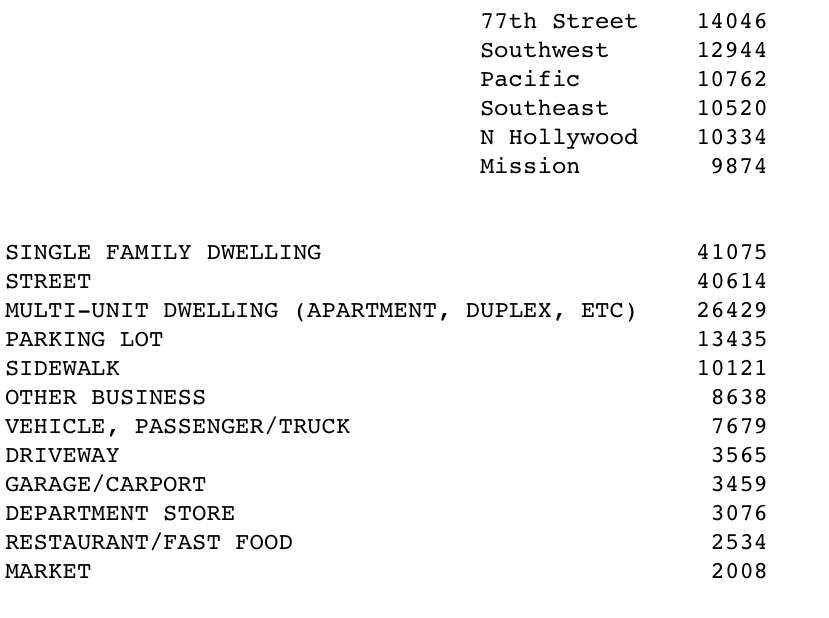 77th Street 14046
Southwest 12944
Pacific 10762
Southeast 10520
N Hollywood 10334
Mission 9874
SINGLE FAMILY DWELLING 41075
STREET 40614
MULTI-UNIT DWELLING (APARTMENT, DUPLEX, ETC) 26429
PARKING LOT 13435
SIDEWALK 10121
OTHER BUSINESS 8638
VEHICLE, PASSENGER/TRUCK 7679
DRIVEWAY 3565
GARAGE/CARPORT 3459
DEPARTMENT STORE 3076
RESTAURANT/FAST FOOD 2534
MARKET 2008